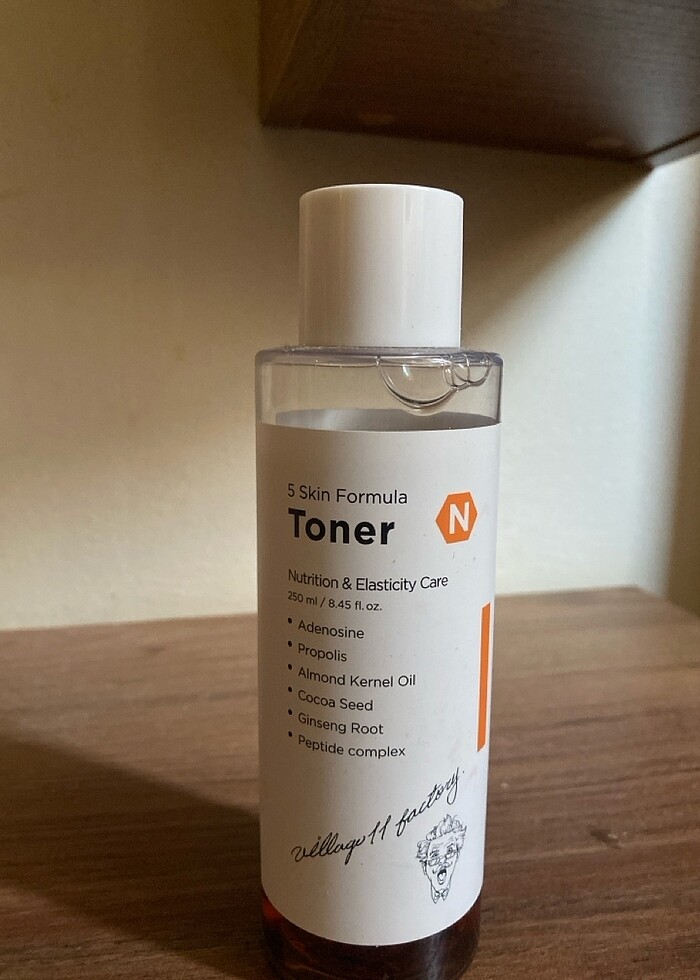 5 Skin Formula
Toner
N
Nutrition & Elasticity Care
250 ml / 8.45 fl. oz.
• Adenosine
• Propolis
• Almond Kernel Oil
• Cocoa Seed
• Ginseng Root
• Peptide complex
village 11 factory.